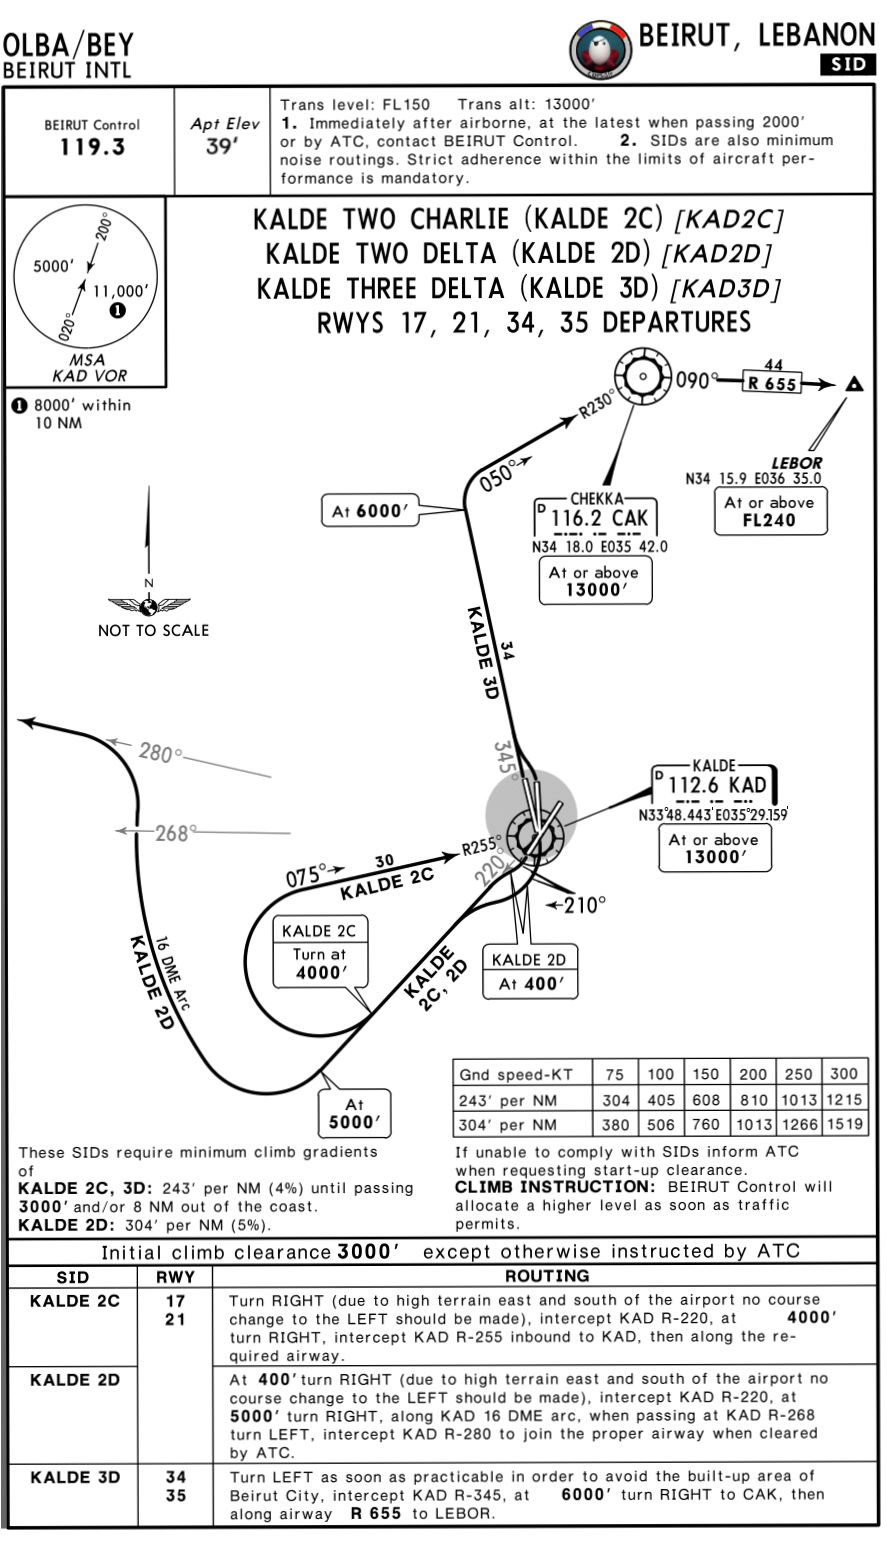 OLBA/BEY
BEIRUT INTL
BEIRUT, LEBANON
SID
BEIRUT Control
119.3
Apt Elev
39'
Trans level: FL150 Trans alt: 13000'
1. Immediately after airborne, at the latest when passing 2000'
or by ATC, contact BEIRUT Control. 2. SIDs are also minimum
noise routings. Strict adherence within the limits of aircraft per-
formance is mandatory.
200°
5000'
11,000'
1
020°
MSA
KAD VOR
1 8000' within
10 NM
KALDE TWO CHARLIE (KALDE 2C) [KAD2C]
KALDE TWO DELTA (KALDE 2D) [KAD2D]
KALDE THREE DELTA (KALDE 3D) [KAD3D]
RWYS 17, 21, 34, 35 DEPARTURES
090°
44
R 655
R230°
050°
LEBOR
N34 15.9 E036 35.0
At or above
FL240
CHEKKA
D 116.2 CAK
N34 18.0 E035 42.0
At or above
13000'
At 6000'
N
NOT TO SCALE
KALDE 3D
34
345°
280°
268°
KALDE
D 112.6 KAD
N33°48.443'E035°29.159'
At or above
13000'
R255°
075°
30
KALDE 2C
220°
210°
KALDE 2C
Turn at
4000'
KALDE 2D
At 400'
KALDE
2C, 2D
16 DME Arc
KALDE 2D
At
5000'
Gnd speed-KT 75 100 150 200 250 300
243' per NM 304 405 608 810 1013 1215
304' per NM 380 506 760 1013 1266 1519
These SIDs require minimum climb gradients
of
KALDE 2C, 3D: 243' per NM (4%) until passing
3000' and/or 8 NM out of the coast.
KALDE 2D: 304' per NM (5%).
If unable to comply with SIDs inform ATC
when requesting start-up clearance.
CLIMB INSTRUCTION: BEIRUT Control will
allocate a higher level as soon as traffic
permits.
Initial climb clearance 3000' except otherwise instructed by ATC
SID RWY ROUTING
KALDE 2C 17 Turn RIGHT (due to high terrain east and south of the airport no course
21 change to the LEFT should be made), intercept KAD R-220, at 4000'
turn RIGHT, intercept KAD R-255 inbound to KAD, then along the re-
quired airway.
KALDE 2D At 400' turn RIGHT (due to high terrain east and south of the airport no
course change to the LEFT should be made), intercept KAD R-220, at
5000' turn RIGHT, along KAD 16 DME arc, when passing at KAD R-268
turn LEFT, intercept KAD R-280 to join the proper airway when cleared
by ATC.
KALDE 3D 34 Turn LEFT as soon as practicable in order to avoid the built-up area of
35 Beirut City, intercept KAD R-345, at 6000' turn RIGHT to CAK, then
along airway R 655 to LEBOR.